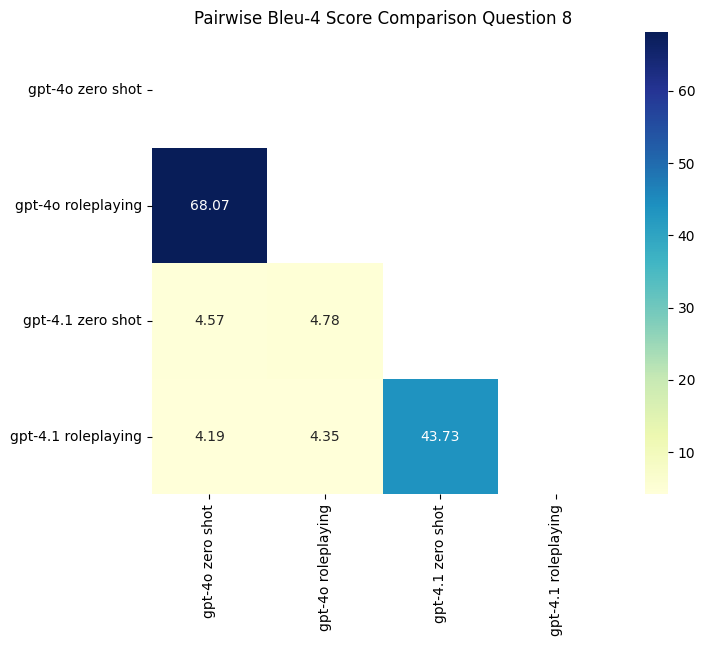 Pairwise Bleu-4 Score Comparison Question 8
gpt-4o zero shot
gpt-4o roleplaying
68.07
gpt-4.1 zero shot
4.57 4.78
gpt-4.1 roleplaying
4.19 4.35 43.73
gpt-4o zero shot
gpt-4o roleplaying
gpt-4.1 zero shot
gpt-4.1 roleplaying
60
50
40
30
20
10